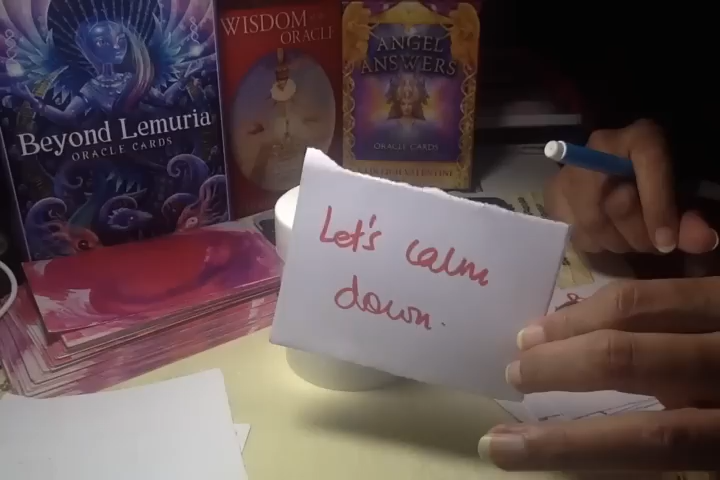 Beyond Lemuria
ORACLE CARDS
WISDOM
ORACLE
ANGEL
ANSWERS
ORACLE CARDS
Let's calm
down.